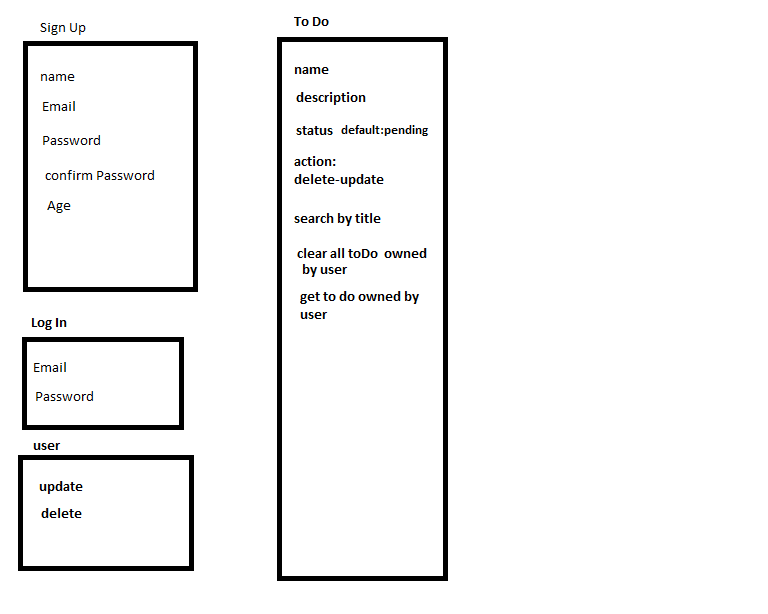 Sign Up
name
Email
Password
confirm Password
Age
Log In
Email
Password
user
update
delete
To Do
name
description
status default:pending
action:
delete-update
search by title
clear all toDo owned
by user
get to do owned by
user